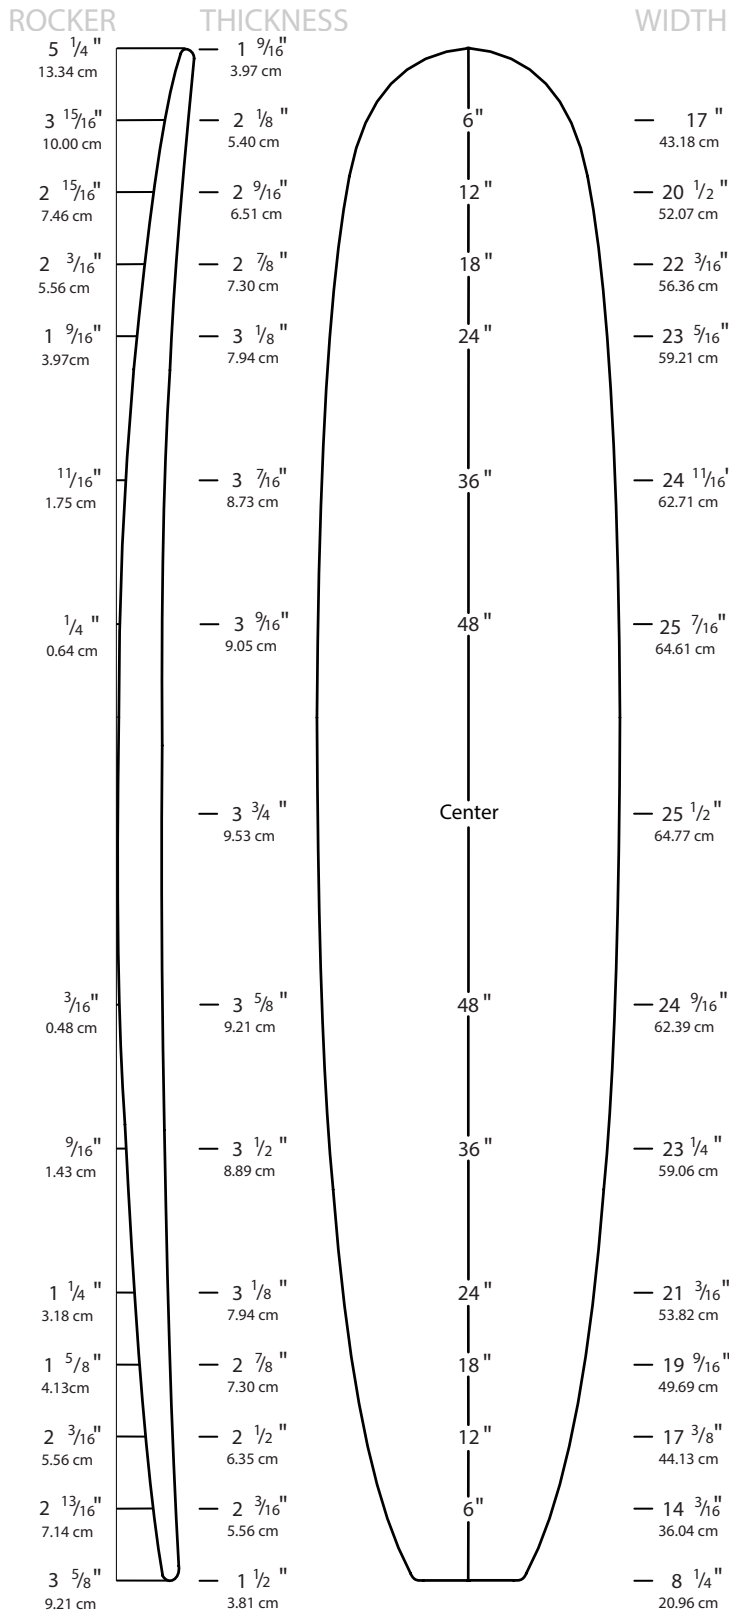 ROCKER THICKNESS WIDTH
5 1/4 " 1 9/16"
13.34 cm 3.97 cm
3 15/16" 2 1/8 " 6" 17 "
10.00 cm 5.40 cm 43.18 cm
2 15/16" 2 9/16" 12" 20 1/2 "
7.46 cm 6.51 cm 52.07 cm
2 3/16" 2 7/8 " 18" 22 3/16"
5.56 cm 7.30 cm 56.36 cm
1 9/16" 3 1/8 " 24" 23 5/16"
3.97cm 7.94 cm 59.21 cm
11/16" 3 7/16" 36" 24 11/16'
1.75 cm 8.73 cm 62.71 cm
1/4 " 3 9/16" 48" 25 7/16"
0.64 cm 9.05 cm 64.61 cm
3 3/4 " Center 25 1/2 "
9.53 cm 64.77 cm
3/16" 3 5/8 " 48" 24 9/16"
0.48 cm 9.21 cm 62.39 cm
9/16" 3 1/2 " 36" 23 1/4 "
1.43 cm 8.89 cm 59.06 cm
1 1/4 " 3 1/8 " 24" 21 3/16"
3.18 cm 7.94 cm 53.82 cm
1 5/8 " 2 7/8 " 18" 19 9/16"
4.13cm 7.30 cm 49.69 cm
2 3/16" 2 1/2 " 12" 17 3/8"
5.56 cm 6.35 cm 44.13 cm
2 13/16" 2 3/16" 6" 14 3/16"
7.14 cm 5.56 cm 36.04 cm
3 5/8" 1 1/2 " 8 1/4 "
9.21 cm 3.81 cm 20.96 cm